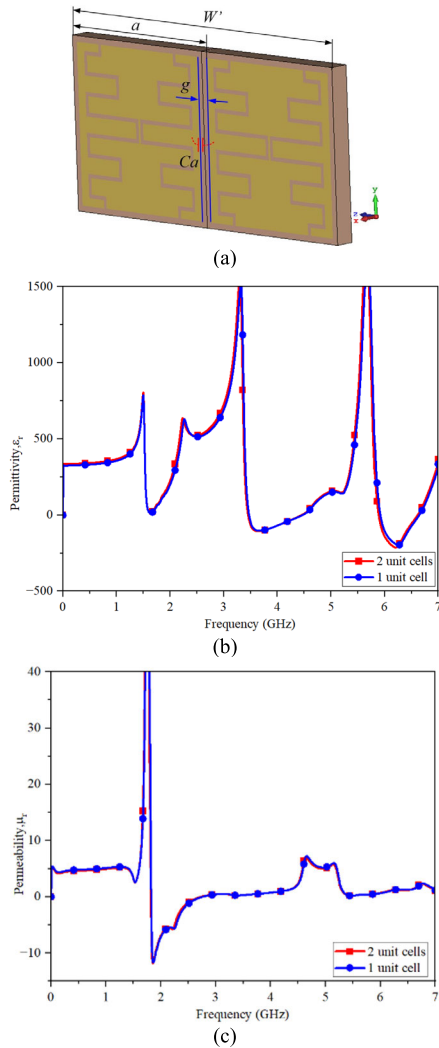 W'
a
g
Ca
y
z
x
(a)
1500
1000
500
0
−500
Permittivity,εr
0 1 2 3 4 5 6 7
Frequency (GHz)
2 unit cells
1 unit cell
(b)
40
30
20
10
0
−10
Permeability,μr
0 1 2 3 4 5 6 7
Frequency (GHz)
2 unit cells
1 unit cell
(c)